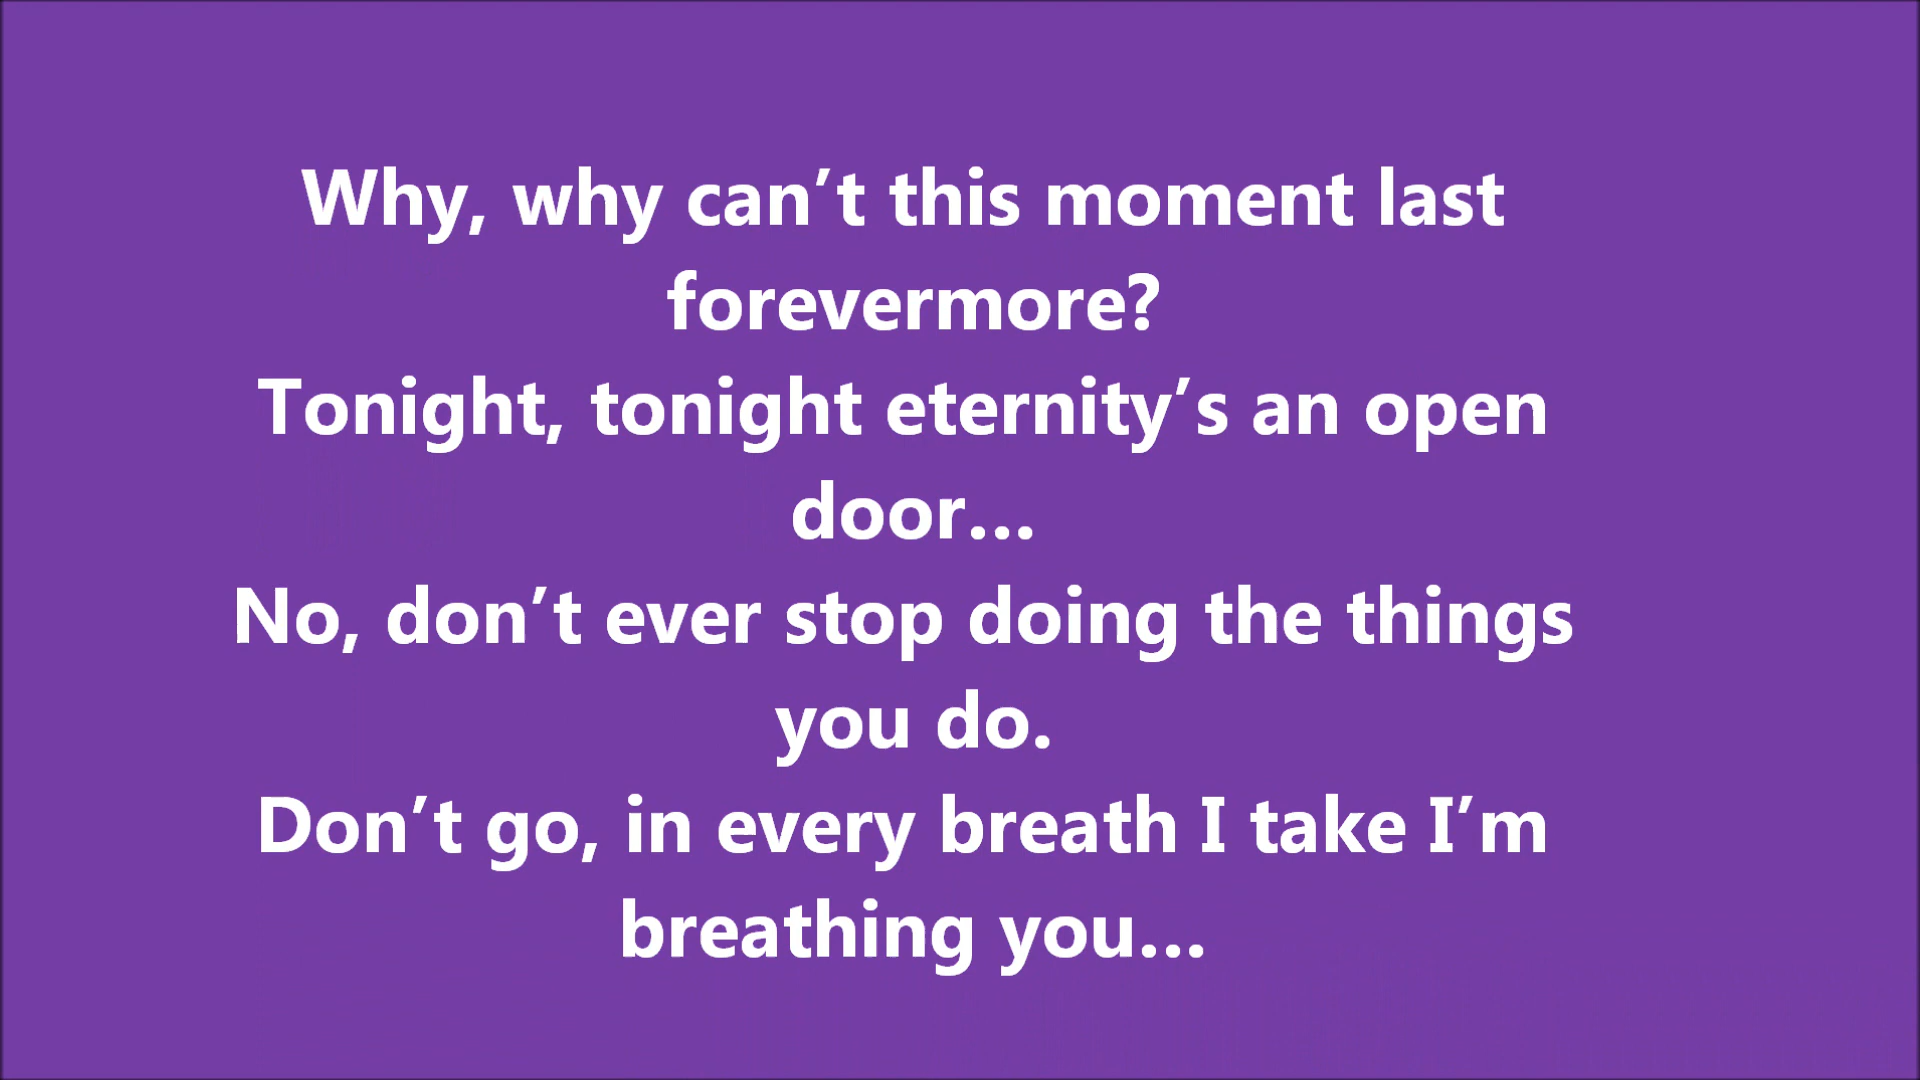 Why, why can’t this moment last
forevermore?
Tonight, tonight eternity’s an open
door...
No, don’t ever stop doing the things
you do.
Don’t go, in every breath I take I’m
breathing you...